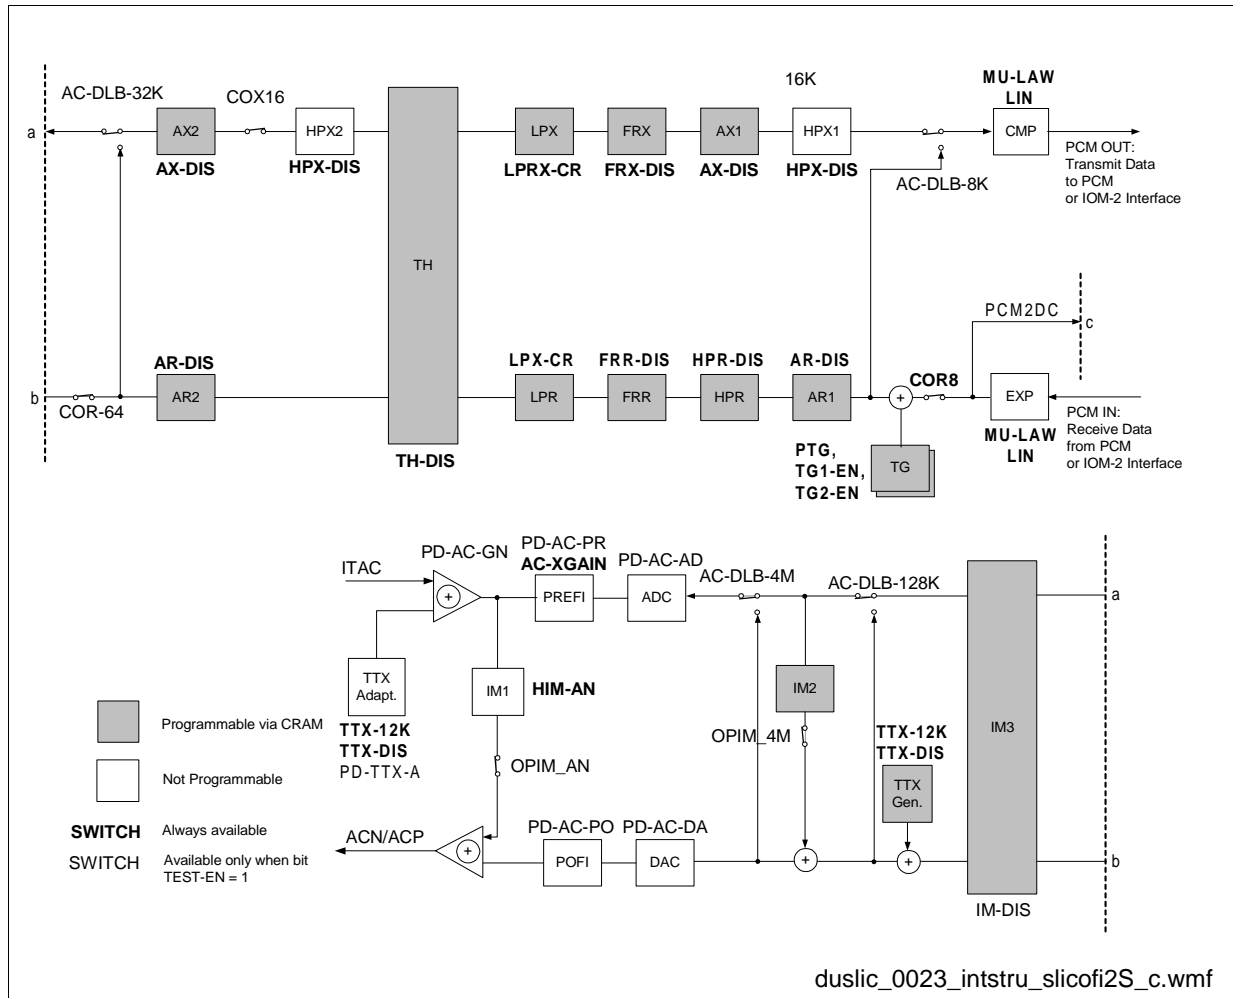 AC-DLB-32K
COX16
16K
MU-LAW
LIN
a
AX2
HPX2
LPX
FRX
AX1
HPX1
CMP
AX-DIS
HPX-DIS
LPRX-CR
FRX-DIS
AX-DIS
HPX-DIS
AC-DLB-8K
PCM OUT:
Transmit Data
to PCM
or IOM-2 Interface
TH
PCM2DC
c
AR-DIS
LPX-CR
FRR-DIS
HPR-DIS
AR-DIS
COR8
b
COR-64
AR2
LPR
FRR
HPR
AR1
EXP
PCM IN:
Receive Data
from PCM
or IOM-2 Interface
MU-LAW
LIN
TH-DIS
PTG,
TG1-EN,
TG2-EN
TG
ITAC
PD-AC-GN
PD-AC-PR
AC-XGAIN
PD-AC-AD
AC-DLB-4M
AC-DLB-128K
PREFI
ADC
a
TTX
Adapt.
IM1
HIM-AN
IM2
IM3
TTX-12K
TTX-DIS
PD-TTX-A
OPIM_AN
OPIM_4M
TTX-12K
TTX-DIS
TTX
Gen.
Programmable via CRAM
Not Programmable
SWITCH Always available
SWITCH Available only when bit
TEST-EN = 1
ACN/ACP
PD-AC-PO
PD-AC-DA
POFI
DAC
b
IM-DIS
duslic_0023_intstru_slicofi2S_c.wmf